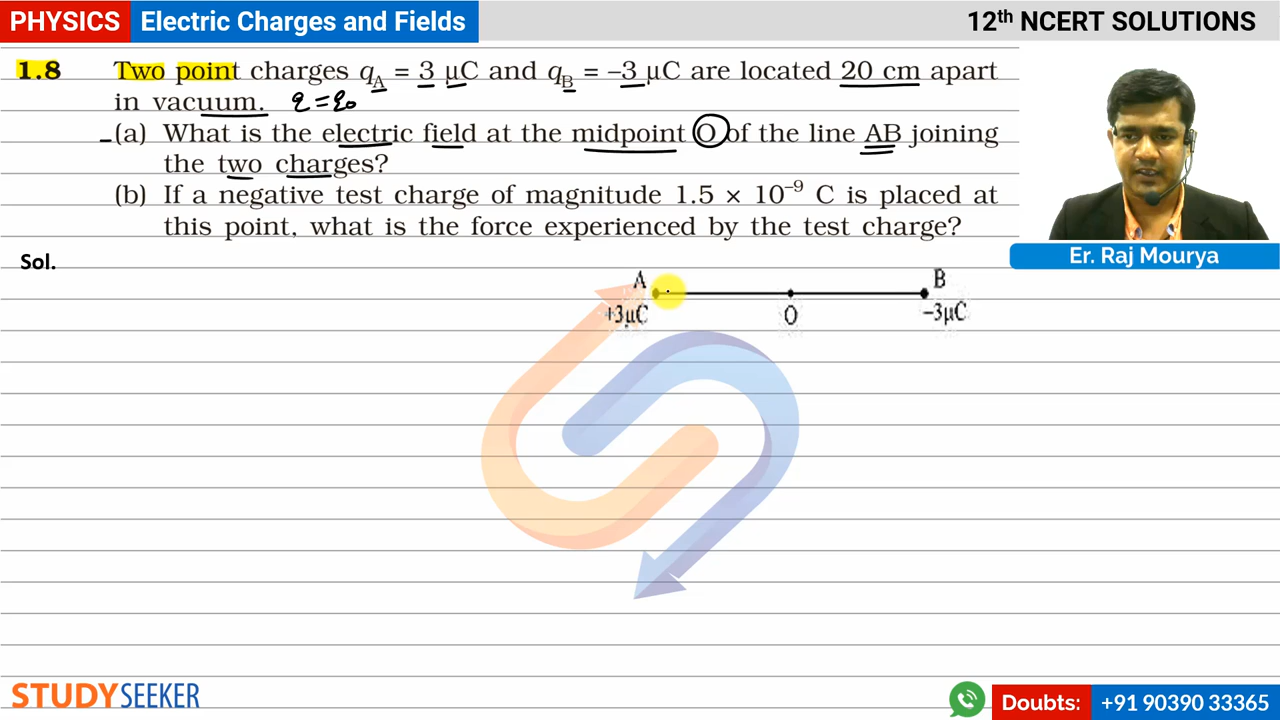 PHYSICS Electric Charges and Fields 12th NCERT SOLUTIONS
1.8 Two point charges qA = 3 μC and qB = –3 μC are located 20 cm apart
in vacuum. ε = ε₀
(a) What is the electric field at the midpoint O of the line AB joining
the two charges?
(b) If a negative test charge of magnitude 1.5 × 10⁻⁹ C is placed at
this point, what is the force experienced by the test charge?
Er. Raj Mourya
Sol.
A B
+3μC O –3μC
STUDY SEEKER
Doubts: +91 90390 33365